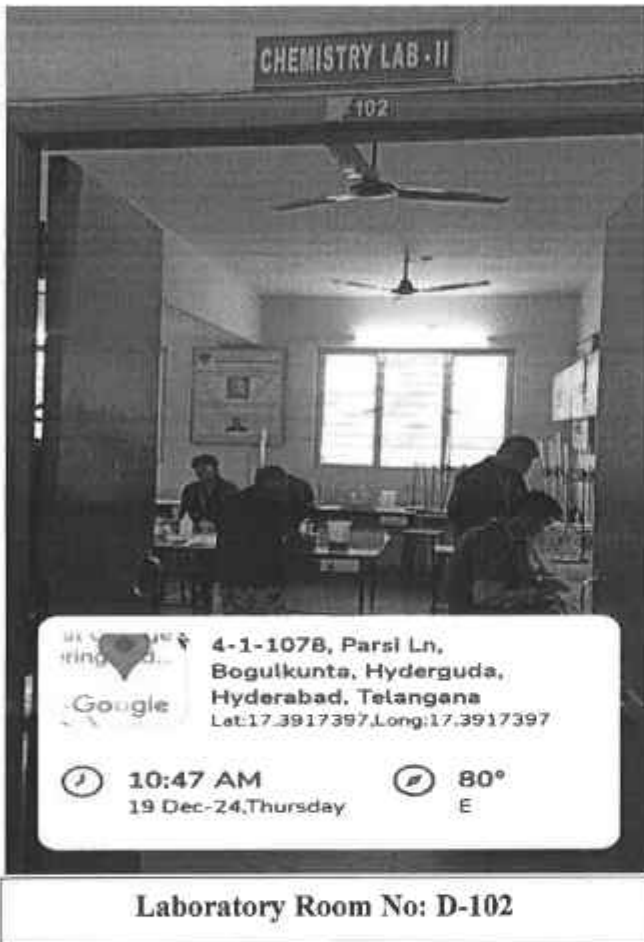 CHEMISTRY LAB - II
102
Google
4-1-1078, Parsi Ln,
Bogulkunta, Hyderguda,
Hyderabad, Telangana
Lat:17.3917397,Long:17.3917397
10:47 AM
19 Dec-24,Thursday
80°
E
Laboratory Room No: D-102